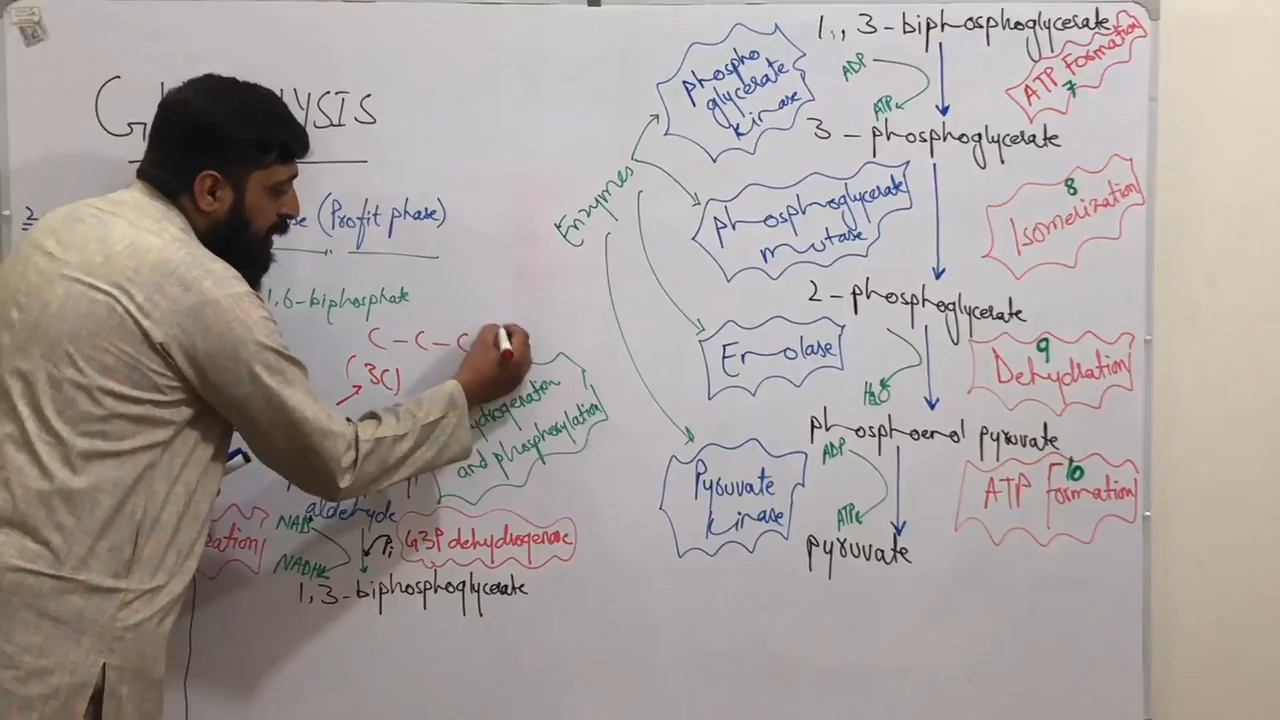 G YSIS
2
(Profit phase)
1,6-biphosphate
C-C-C
(3C)
and phosphorylation
aldehyde
NAD
NADH
Pi
G3P dehydrogenase
1,3-biphosphoglycerate
Enzymes
phospho
glycerate
kinase
phosphoglycerate
mutase
Enolase
Pyruvate
kinase
1,,3-biphosphoglycerate
ADP
ATP
ATP Formation
7
3-phosphoglycerate
8
Isomerization
2-phosphoglycerate
H2O
9
Dehydration
phosphoenol pyruvate
ADP
ATP
10
ATP Formation
pyruvate